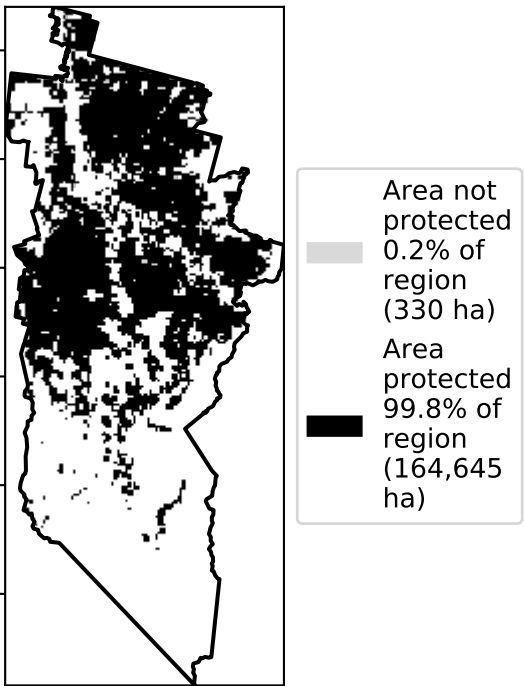 Area not
protected
0.2% of
region
(330 ha)
Area
protected
99.8% of
region
(164,645
ha)